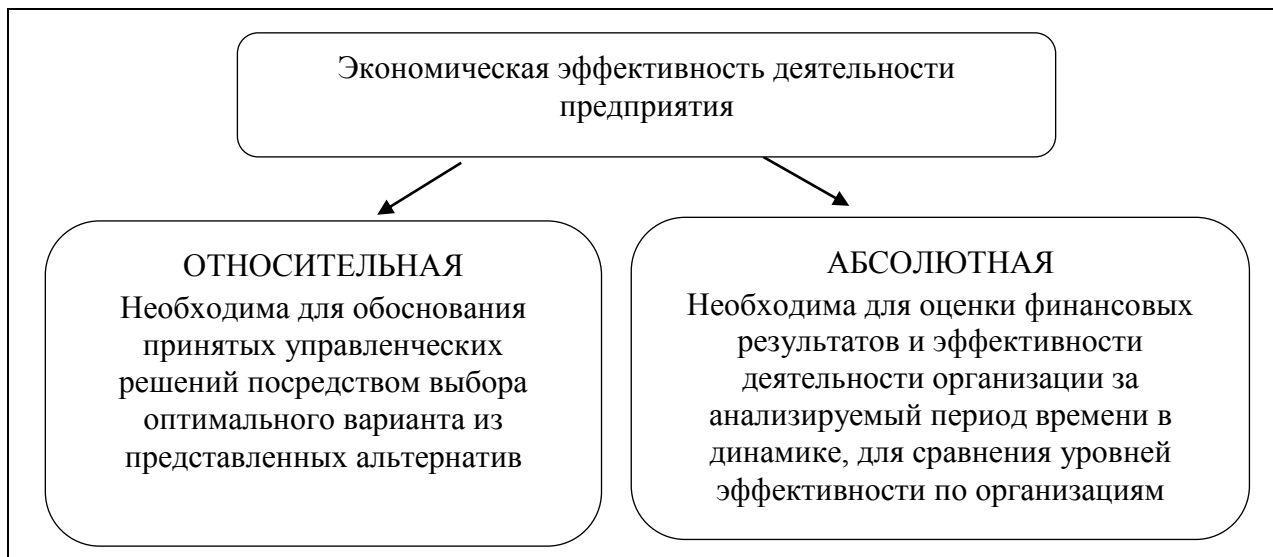 Экономическая эффективность деятельности
предприятия
ОТНОСИТЕЛЬНАЯ
Необходима для обоснования
принятых управленческих
решений посредством выбора
оптимального варианта из
представленных альтернатив
АБСОЛЮТНАЯ
Необходима для оценки финансовых
результатов и эффективности
деятельности организации за
анализируемый период времени в
динамике, для сравнения уровней
эффективности по организациям